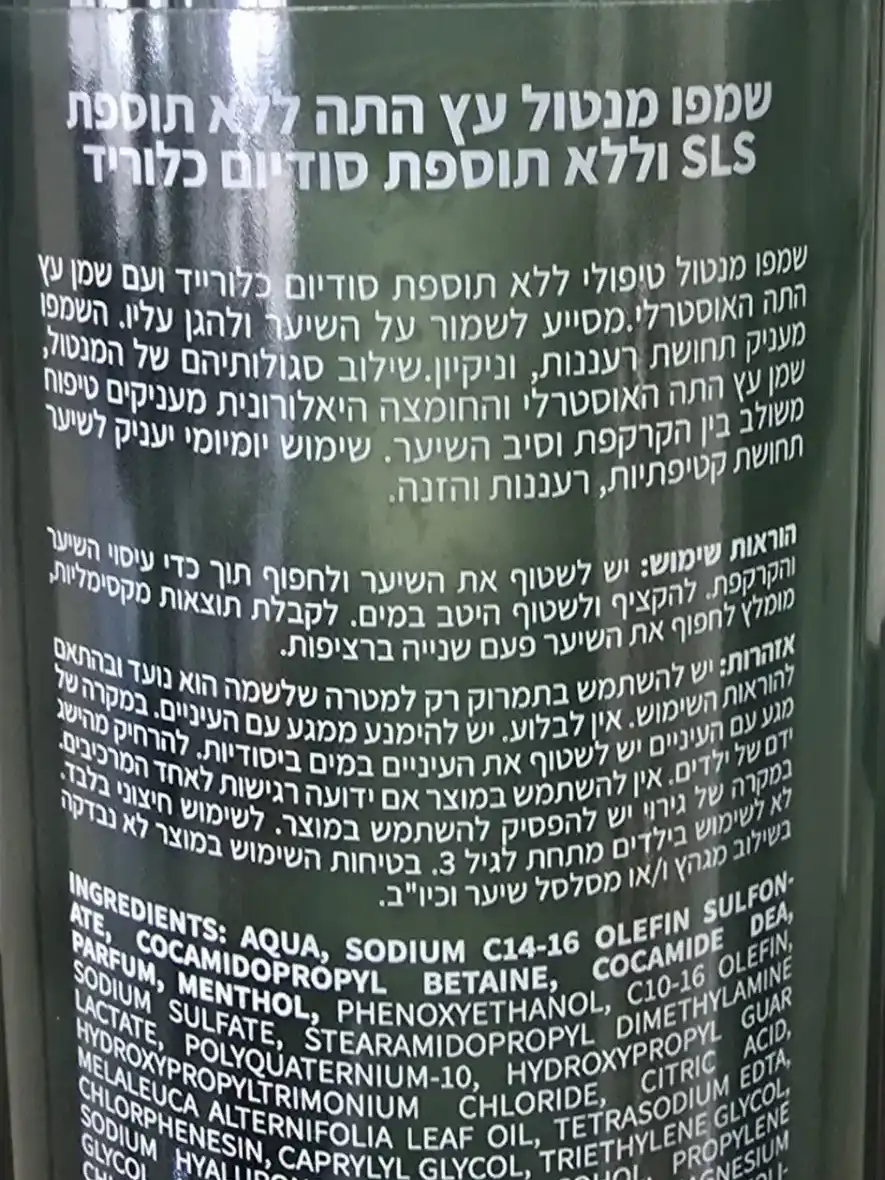 שמפו מנטול עץ התה ללא תוספת
SLS וללא תוספת סודיום כלוריד
שמפו מנטול טיפולי ללא תוספת סודיום כלורייד ועם שמן עץ
התה האוסטרלי.מסייע לשמור על השיער ולהגן עליו. השמפו
מעניק תחושת רעננות, וניקיון.שילוב סגולותיהם של המנטול,
שמן עץ התה האוסטרלי והחומצה היאלורונית מעניקים טיפוח
משולב בין הקרקפת וסיב השיער. שימוש יומיומי יעניק לשיער
תחושת קטיפתיות, רעננות והזנה.
הוראות שימוש: יש לשטוף את השיער ולחפוף תוך כדי עיסוי השיער
והקרקפת. להקציף ולשטוף היטב במים. לקבלת תוצאות מקסימליות,
מומלץ לחפוף את השיער פעם שנייה ברציפות.
אזהרות: יש להשתמש בתמרוק רק למטרה שלשמה הוא נועד ובהתאם
להוראות השימוש. אין לבלוע. יש להימנע ממגע עם העיניים. במקרה של
מגע עם העיניים יש לשטוף את העיניים במים ביסודיות. להרחיק מהישג
ידם של ילדים. אין להשתמש במוצר אם ידועה רגישות לאחד המרכיבים.
במקרה של גירוי יש להפסיק להשתמש במוצר. לשימוש חיצוני בלבד.
לא לשימוש בילדים מתחת לגיל 3. בטיחות השימוש במוצר לא נבדקה
בשילוב מגהץ ו/או מסלסל שיער וכיו"ב.
INGREDIENTS: AQUA, SODIUM C14-16 OLEFIN SULFON-
ATE, COCAMIDOPROPYL BETAINE, COCAMIDE DEA,
PARFUM, MENTHOL, PHENOXYETHANOL, C10-16 OLEFIN,
SODIUM SULFATE, STEARAMIDOPROPYL DIMETHYLAMINE
LACTATE, POLYQUATERNIUM-10, HYDROXYPROPYL GUAR
HYDROXYPROPYLTRIMONIUM CHLORIDE, CITRIC ACID,
MELALEUCA ALTERNIFOLIA LEAF OIL, TETRASODIUM EDTA,
CHLORPHENESIN, CAPRYLYL GLYCOL, TRIETHYLENE GLYCOL,
SODIUM PROPYLENE
GLYCOL